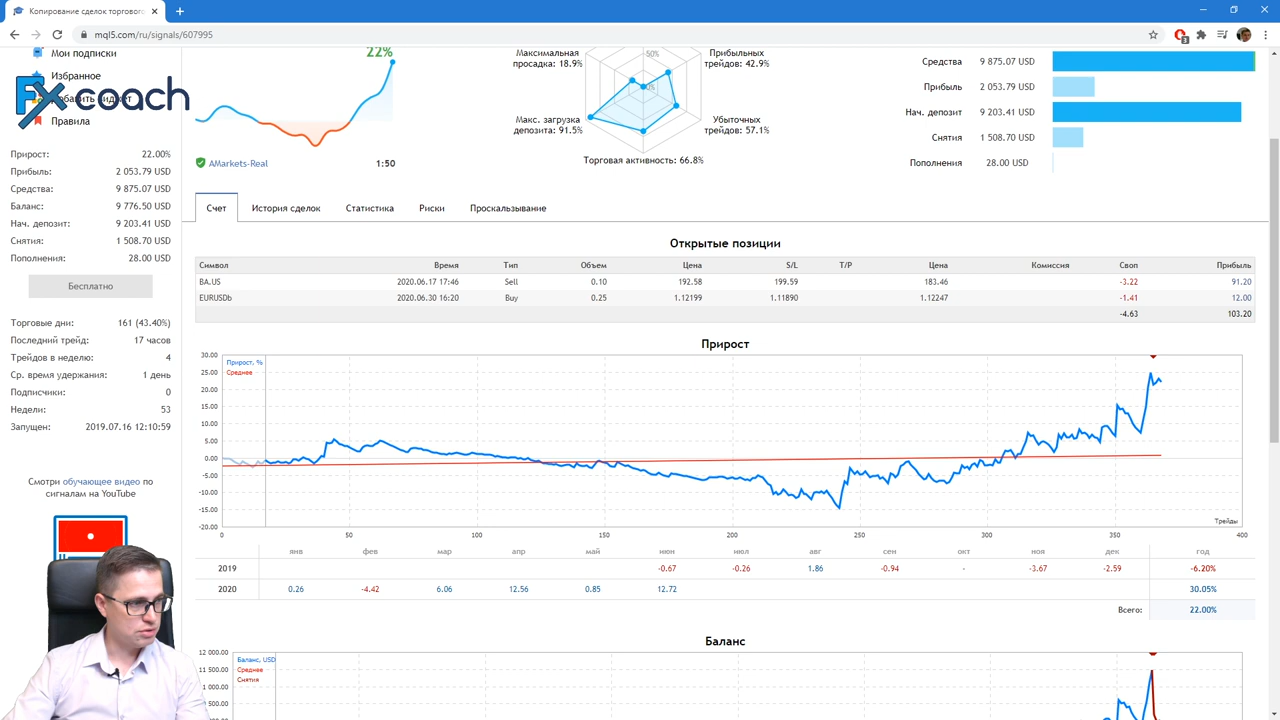 Копирование сделок торгового
mql5.com/ru/signals/607995
Мои подписки
Избранное
Правила
Fx coach
Прирост: 22.00%
Прибыль: 2 053.79 USD
Средства: 9 875.07 USD
Баланс: 9 776.50 USD
Нач. депозит: 9 203.41 USD
Снятия: 1 508.70 USD
Пополнения: 28.00 USD
Бесплатно
Торговые дни: 161 (43.40%)
Последний трейд: 17 часов
Трейдов в неделю: 4
Ср. время удержания: 1 день
Подписчики: 0
Недели: 53
Запущен: 2019.07.16 12:10:59
Смотри обучающее видео по
сигналам на YouTube
22%
AMarkets-Real 1:50
Максимальная
просадка: 18.9%
50%
0%
Прибыльных
трейдов: 42.9%
Макс. загрузка
депозита: 91.5%
Убыточных
трейдов: 57.1%
Торговая активность: 66.8%
Средства 9 875.07 USD
Прибыль 2 053.79 USD
Нач. депозит 9 203.41 USD
Снятия 1 508.70 USD
Пополнения 28.00 USD
Счет История сделок Статистика Риски Проскальзывание
Открытые позиции
Символ Время Тип Объем Цена S/L T/P Цена Комиссия Своп Прибыль
BA.US 2020.06.17 17:46 Sell 0.10 192.58 199.59 183.46 -3.22 91.20
EURUSDb 2020.06.30 16:20 Buy 0.25 1.12199 1.11890 1.12247 -1.41 12.00
-4.63 103.20
Прирост
Прирост, %
Среднее
30.00
25.00
20.00
15.00
10.00
5.00
0.00
-5.00
-10.00
-15.00
-20.00
Трейды
0 50 100 150 200 250 300 350 400
янв фев мар апр май июн июл авг сен окт ноя дек год
2019 -0.67 -0.26 1.86 -0.94 - -3.67 -2.59 -6.20%
2020 0.26 -4.42 6.06 12.56 0.85 12.72 30.05%
Всего: 22.00%
Баланс
Баланс, USD
Среднее
Снятия
12 000.00
11 500.00